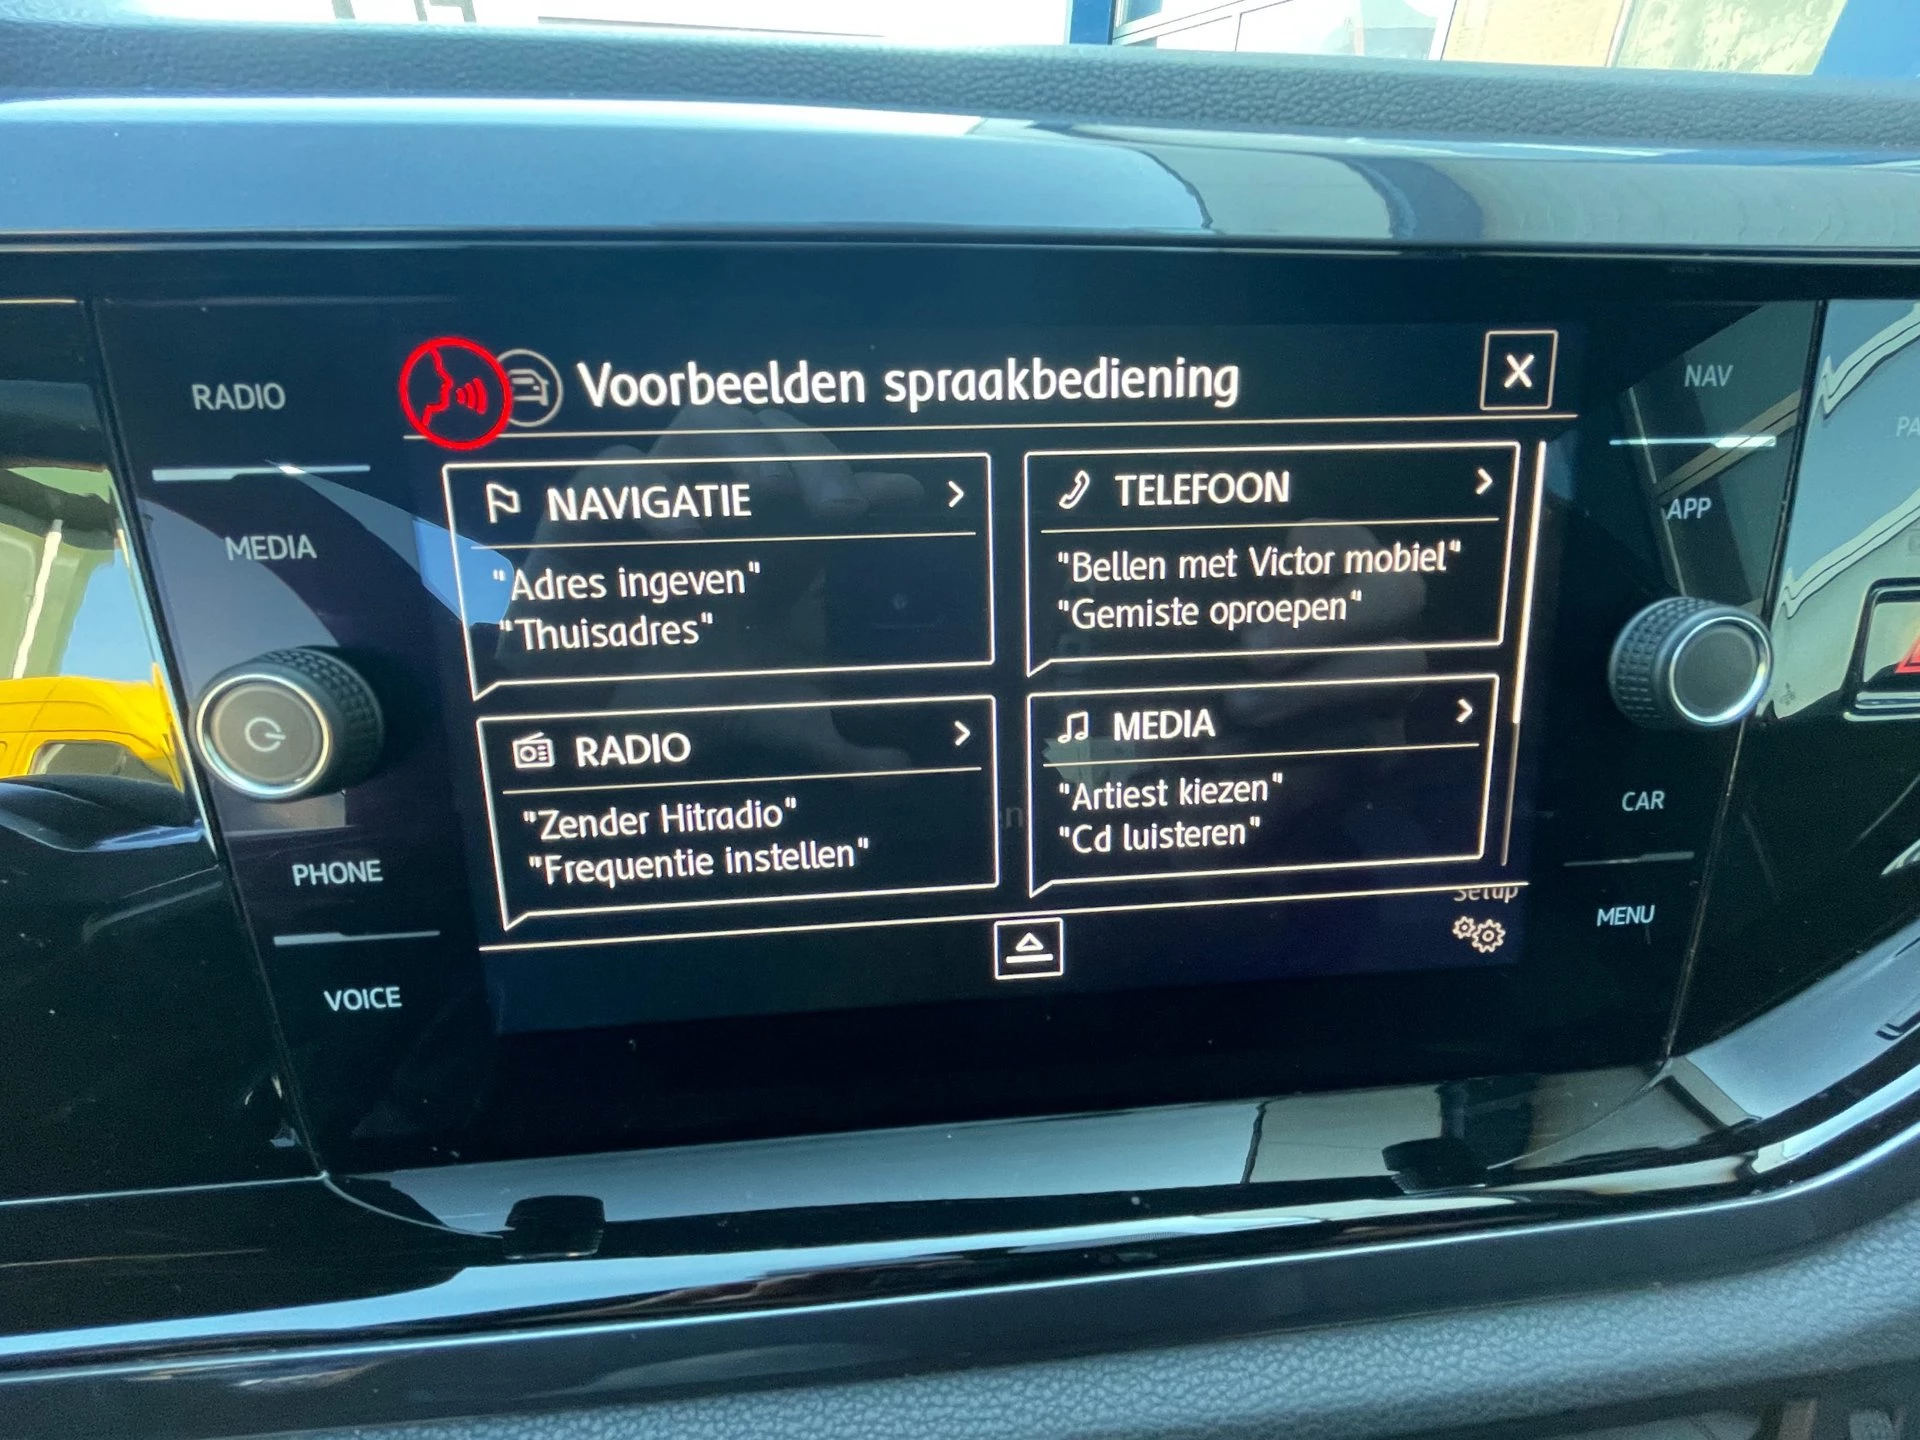 RADIO
MEDIA
PHONE
VOICE
Voorbeelden spraakbediening
X
NAVIGATIE
"Adres ingeven"
"Thuisadres"
TELEFOON
"Bellen met Victor mobiel"
"Gemiste oproepen"
RADIO
"Zender Hitradio"
"Frequentie instellen"
MEDIA
"Artiest kiezen"
"Cd luisteren"
Setup
NAV
APP
CAR
MENU